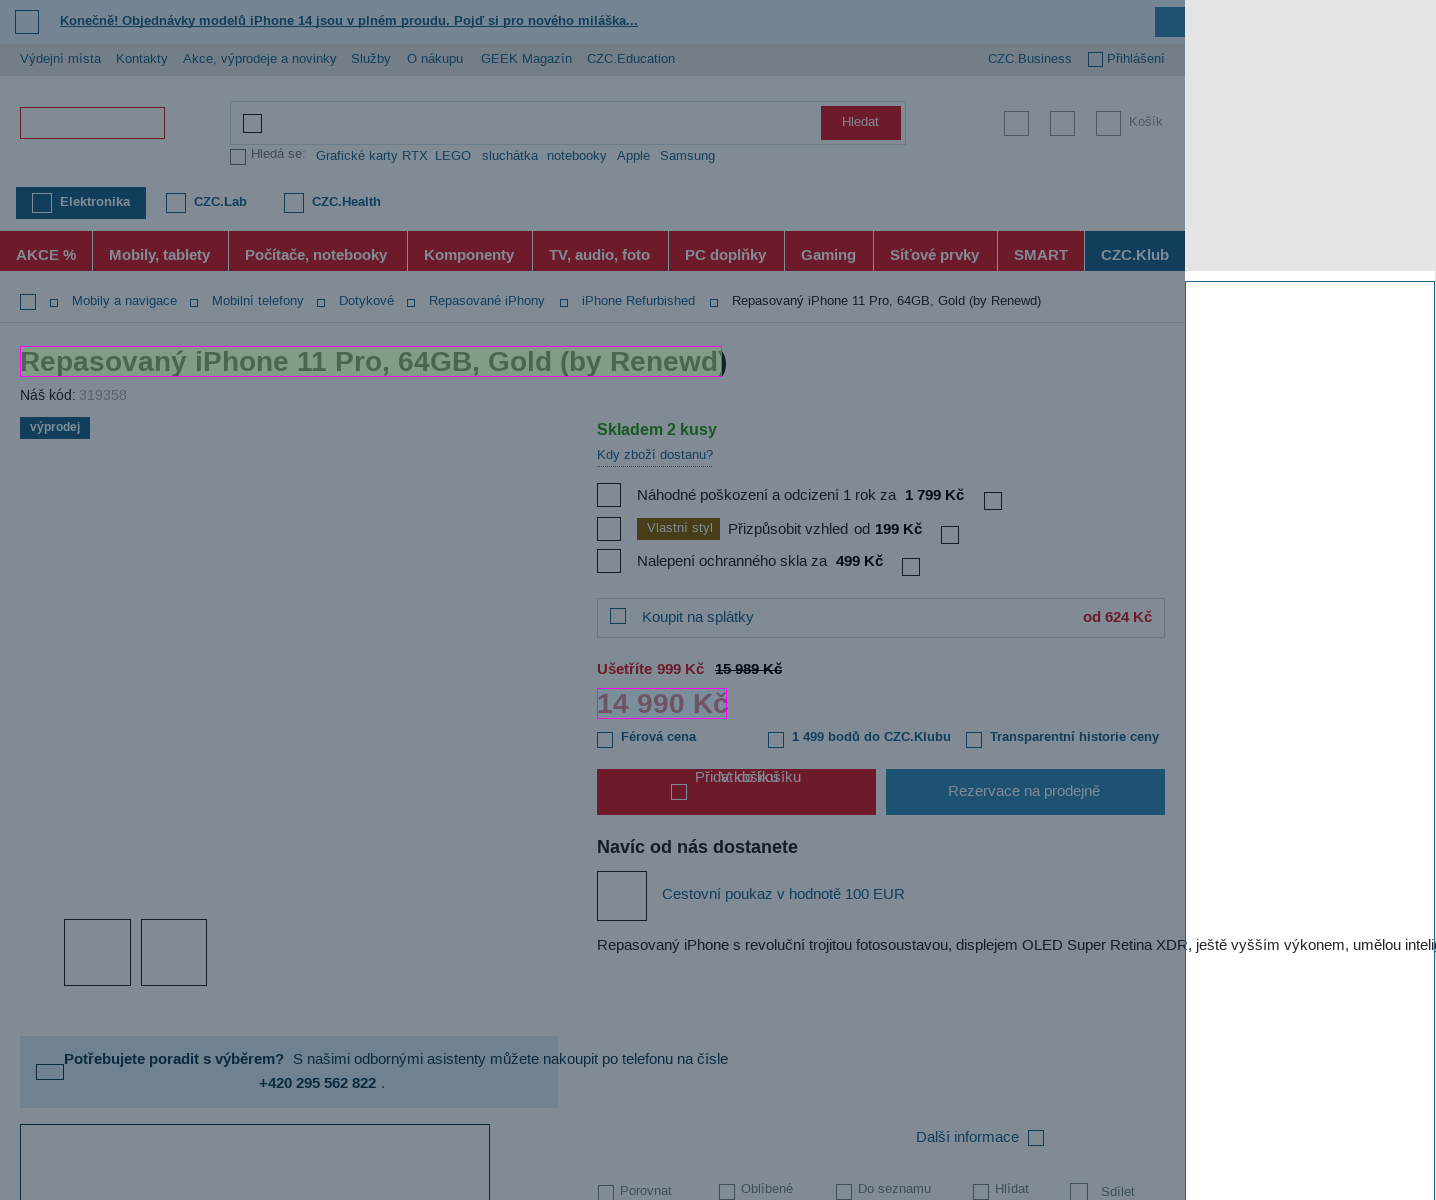 Konečně! Objednávky modelů iPhone 14 jsou v plném proudu. Pojď si pro nového miláška...
Výdejní místa Kontakty Akce, výprodeje a novinky Služby O nákupu GEEK Magazín CZC.Education CZC.Business Přihlášení
Hledat Košík
Hledá se: Grafické karty RTX LEGO sluchátka notebooky Apple Samsung
Elektronika CZC.Lab CZC.Health
AKCE % Mobily, tablety Počítače, notebooky Komponenty TV, audio, foto PC doplňky Gaming Síťové prvky SMART CZC.Klub
Mobily a navigace Mobilní telefony Dotykové Repasované iPhony iPhone Refurbished Repasovaný iPhone 11 Pro, 64GB, Gold (by Renewd)
Repasovaný iPhone 11 Pro, 64GB, Gold (by Renewd)
Náš kód: 319358
výprodej
Skladem 2 kusy
Kdy zboží dostanu?
Náhodné poškození a odcizení 1 rok za 1 799 Kč
Vlastní styl Přizpůsobit vzhled od 199 Kč
Nalepení ochranného skla za 499 Kč
Koupit na splátky od 624 Kč
Ušetříte 999 Kč 15 989 Kč
14 990 Kč
Férová cena 1 499 bodů do CZC.Klubu Transparentní historie ceny
Přidat do košíku V košíku
Rezervace na prodejně
Navíc od nás dostanete
Cestovní poukaz v hodnotě 100 EUR
Repasovaný iPhone s revoluční trojitou fotosoustavou, displejem OLED Super Retina XDR, ještě vyšším výkonem, umělou
Potřebujete poradit s výběrem? S našimi odbornými asistenty můžete nakoupit po telefonu na čísle
+420 295 562 822 .
Další informace
Porovnat Oblíbené Do seznamu Hlídat Sdílet